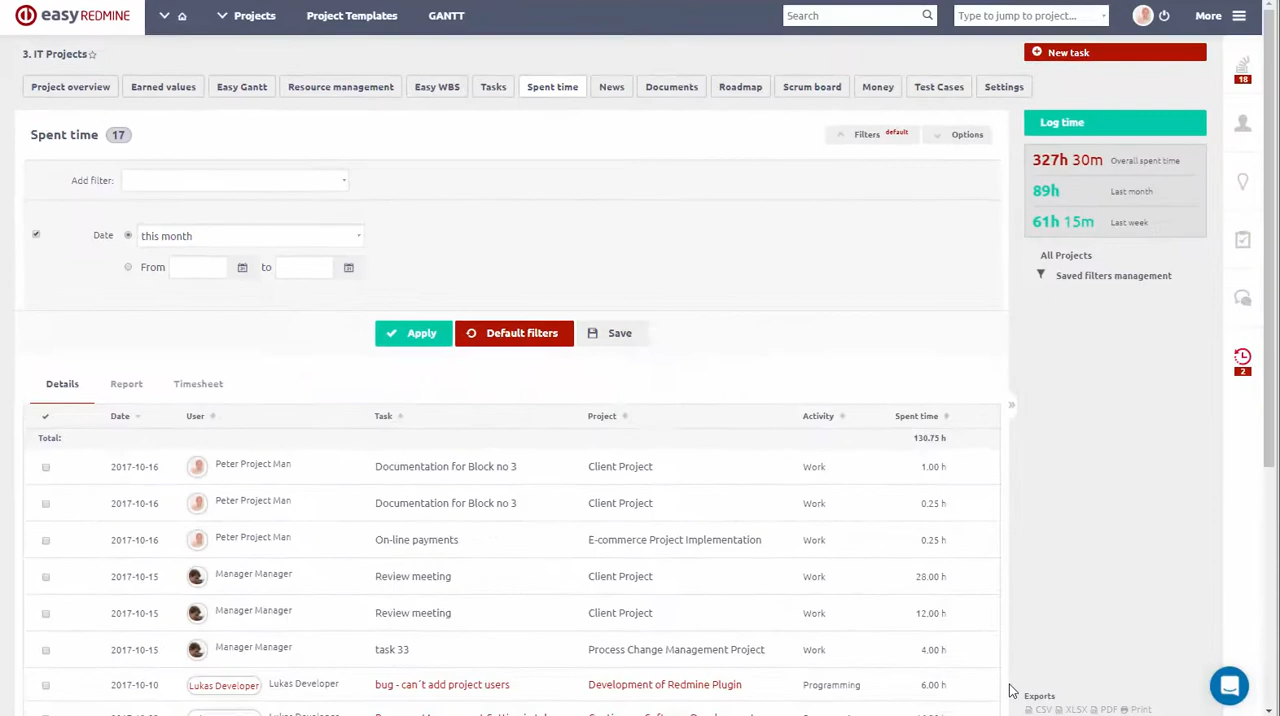 easy REDMINE
Projects
Project Templates
GANTT
Search
Type to jump to project...
More
3. IT Projects
New task
18
Project overview
Earned values
Easy Gantt
Resource management
Easy WBS
Tasks
Spent time
News
Documents
Roadmap
Scrum board
Money
Test Cases
Settings
Spent time 17
Filters default
Options
Log time
327h 30m Overall spent time
89h Last month
61h 15m Last week
All Projects
Saved filters management
Add filter:
Date this month
From to
Apply
Default filters
Save
2
Details Report Timesheet
Date User Task Project Activity Spent time
Total: 130.75 h
2017-10-16 Peter Project Man Documentation for Block no 3 Client Project Work 1.00 h
2017-10-16 Peter Project Man Documentation for Block no 3 Client Project Work 0.25 h
2017-10-16 Peter Project Man On-line payments E-commerce Project Implementation Work 0.25 h
2017-10-15 Manager Manager Review meeting Client Project Work 28.00 h
2017-10-15 Manager Manager Review meeting Client Project Work 12.00 h
2017-10-15 Manager Manager task 33 Process Change Management Project Work 4.00 h
2017-10-10 Lukas Developer Lukas Developer bug - can´t add project users Development of Redmine Plugin Programming 6.00 h
Exports
CSV XLSX PDF Print